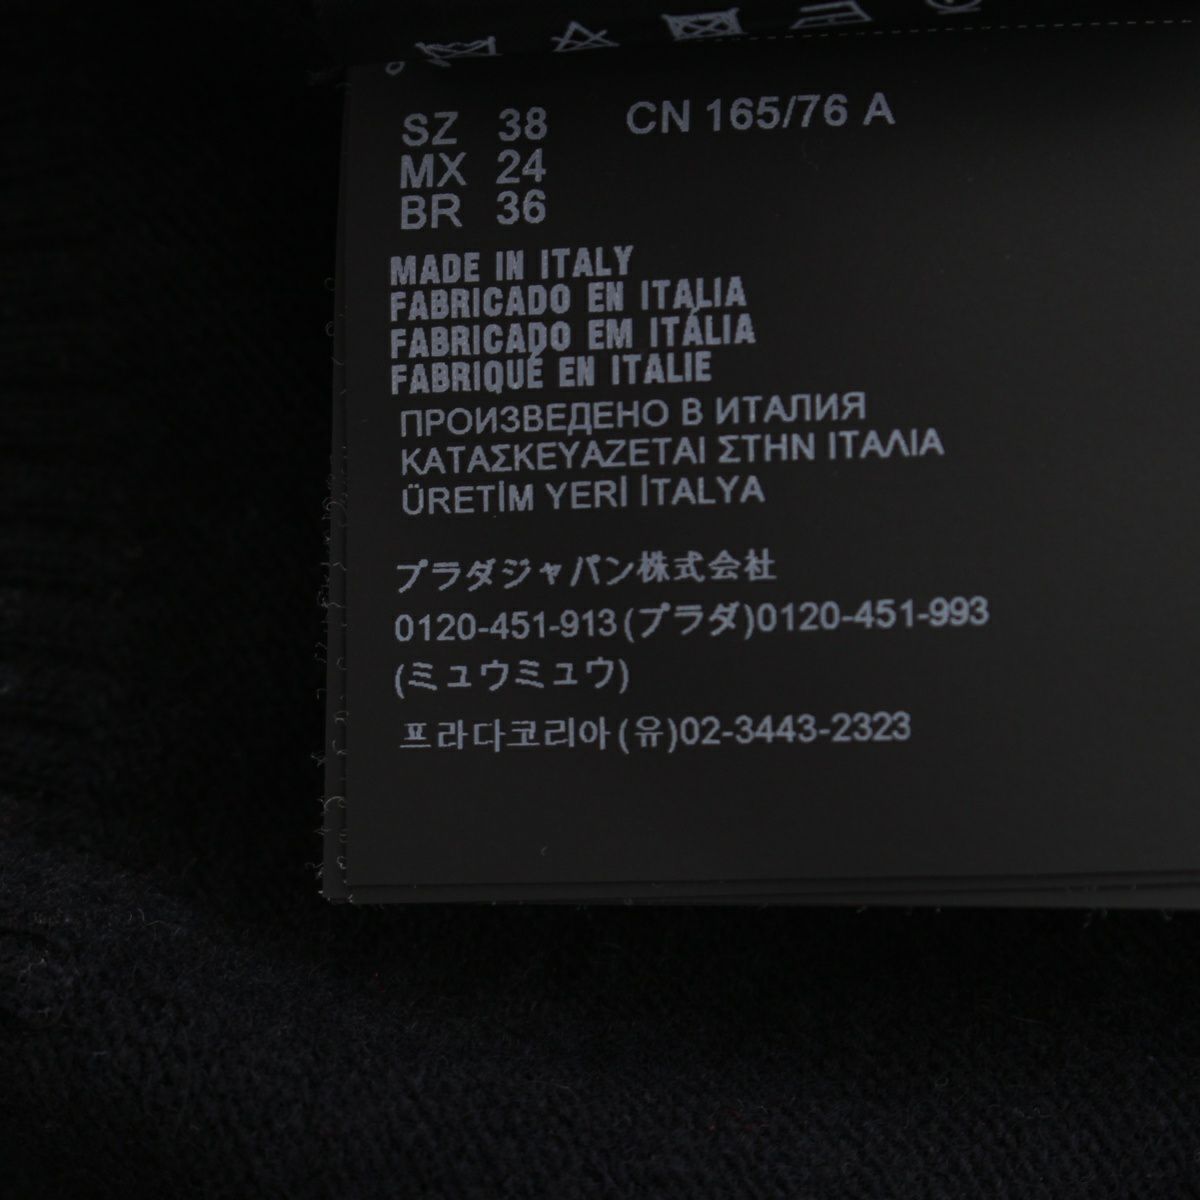 SZ 38 CN 165/76 A
MX 24
BR 36
MADE IN ITALY
FABRICADO EN ITALIA
FABRICADO EM ITÁLIA
FABRIQUÉ EN ITALIE
ПРОИЗВЕДЕНО В ИТАЛИЯ
ΚΑΤΑΣΚΕΥΑΖΕΤΑΙ ΣΤΗΝ ΙΤΑΛΙΑ
ÜRETİM YERİ İTALYA
プラダジャパン株式会社
0120-451-913(プラダ)0120-451-993
(ミュウミュウ)
프라다코리아(유)02-3443-2323